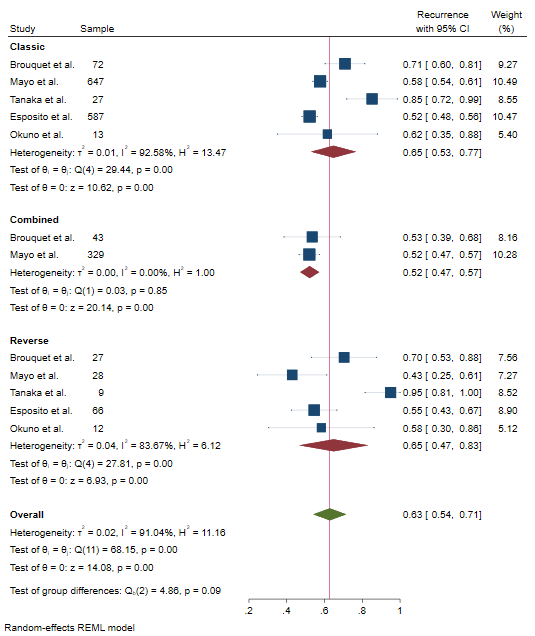 Recurrence Weight
Study Sample with 95% CI (%)
Classic
Brouquet et al. 72 0.71 [ 0.60, 0.81] 9.27
Mayo et al. 647 0.58 [ 0.54, 0.61] 10.49
Tanaka et al. 27 0.85 [ 0.72, 0.99] 8.55
Esposito et al. 587 0.52 [ 0.48, 0.56] 10.47
Okuno et al. 13 0.62 [ 0.35, 0.88] 5.40
Heterogeneity: τ² = 0.01, I² = 92.58%, H² = 13.47 0.65 [ 0.53, 0.77]
Test of θᵢ = θⱼ: Q(4) = 29.44, p = 0.00
Test of θ = 0: z = 10.62, p = 0.00
Combined
Brouquet et al. 43 0.53 [ 0.39, 0.68] 8.16
Mayo et al. 329 0.52 [ 0.47, 0.57] 10.28
Heterogeneity: τ² = 0.00, I² = 0.00%, H² = 1.00 0.52 [ 0.47, 0.57]
Test of θᵢ = θⱼ: Q(1) = 0.03, p = 0.85
Test of θ = 0: z = 20.14, p = 0.00
Reverse
Brouquet et al. 27 0.70 [ 0.53, 0.88] 7.56
Mayo et al. 28 0.43 [ 0.25, 0.61] 7.27
Tanaka et al. 9 0.95 [ 0.81, 1.00] 8.52
Esposito et al. 66 0.55 [ 0.43, 0.67] 8.90
Okuno et al. 12 0.58 [ 0.30, 0.86] 5.12
Heterogeneity: τ² = 0.04, I² = 83.67%, H² = 6.12 0.65 [ 0.47, 0.83]
Test of θᵢ = θⱼ: Q(4) = 27.81, p = 0.00
Test of θ = 0: z = 6.93, p = 0.00
Overall 0.63 [ 0.54, 0.71]
Heterogeneity: τ² = 0.02, I² = 91.04%, H² = 11.16
Test of θᵢ = θⱼ: Q(11) = 68.15, p = 0.00
Test of θ = 0: z = 14.08, p = 0.00
Test of group differences: Q_b(2) = 4.86, p = 0.09
.2 .4 .6 .8 1
Random-effects REML model